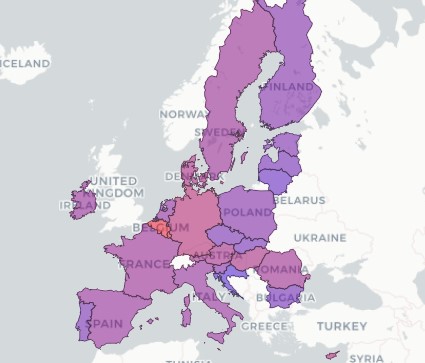 ICELAND
FINLAND
NORWAY
SWEDEN
DENMARK
UNITED
KINGDOM
IRELAND
BELARUS
POLAND
BELGIUM
UKRAINE
FRANCE
AUSTRIA
ROMANIA
ITALY
BULGARIA
SPAIN
GREECE
TURKEY
SYRIA